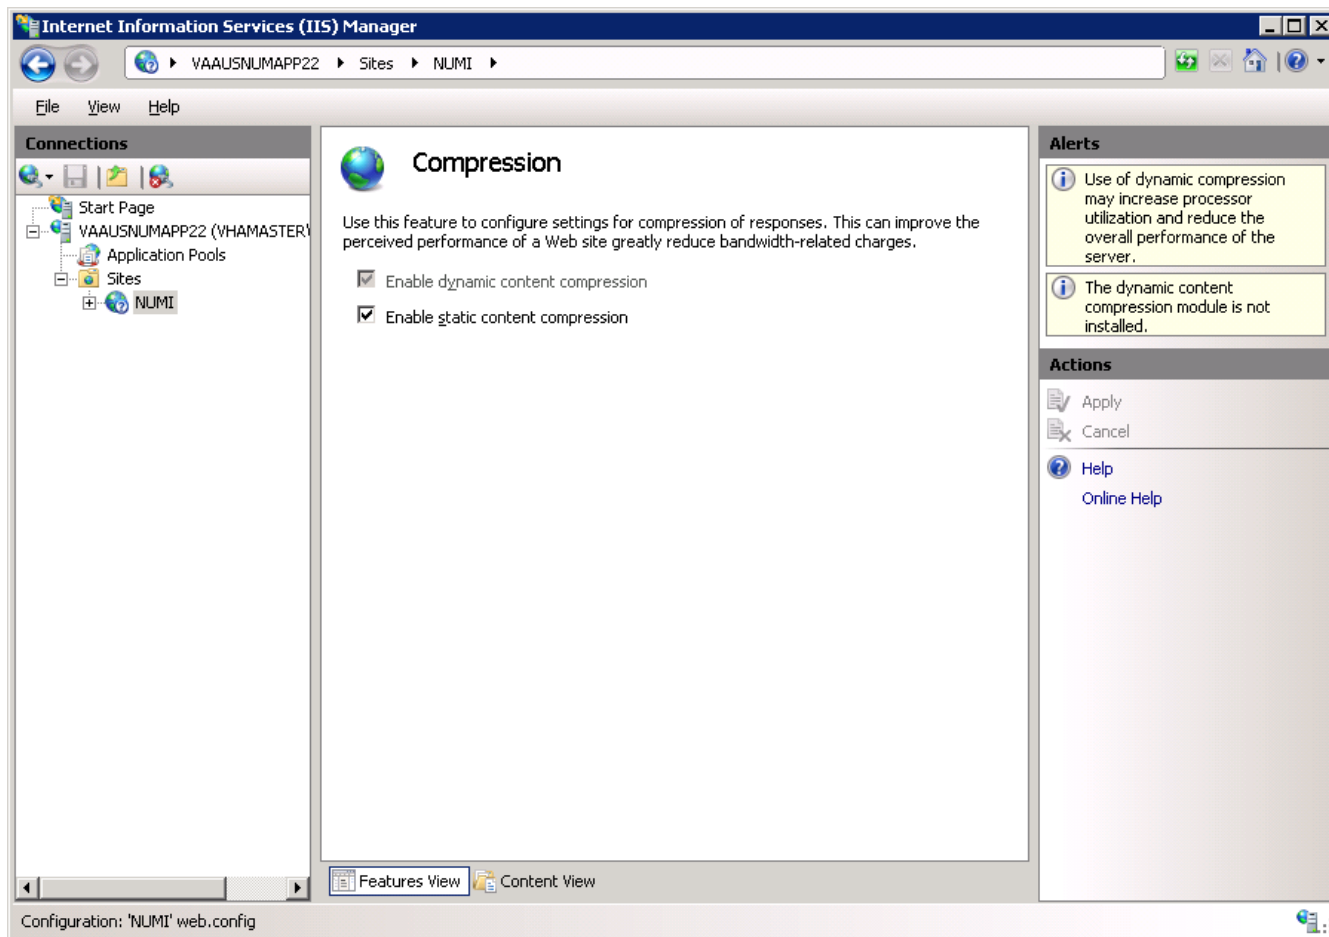 Internet Information Services (IIS) Manager
VAAUSNUMAPP22 Sites NUMI
File View Help
Connections
Start Page
VAAUSNUMAPP22 (VHAMASTER\
Application Pools
Sites
NUMI
Compression
Use this feature to configure settings for compression of responses. This can improve the
perceived performance of a Web site greatly reduce bandwidth-related charges.
Enable dynamic content compression
Enable static content compression
Features View Content View
Alerts
Use of dynamic compression
may increase processor
utilization and reduce the
overall performance of the
server.
The dynamic content
compression module is not
installed.
Actions
Apply
Cancel
Help
Online Help
Configuration: 'NUMI' web.config